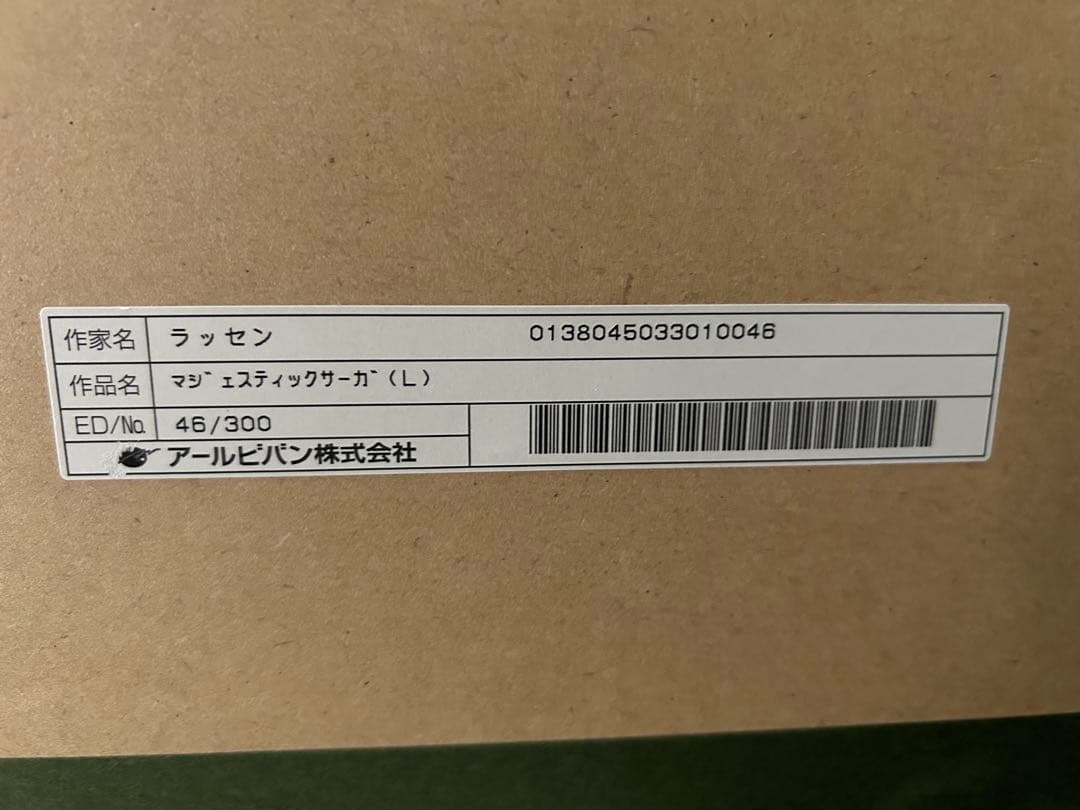 作家名 ラッセン 0138045033010046
作品名 マジェスティックサーガ(L)
ED/No. 46/300
アールビバン株式会社